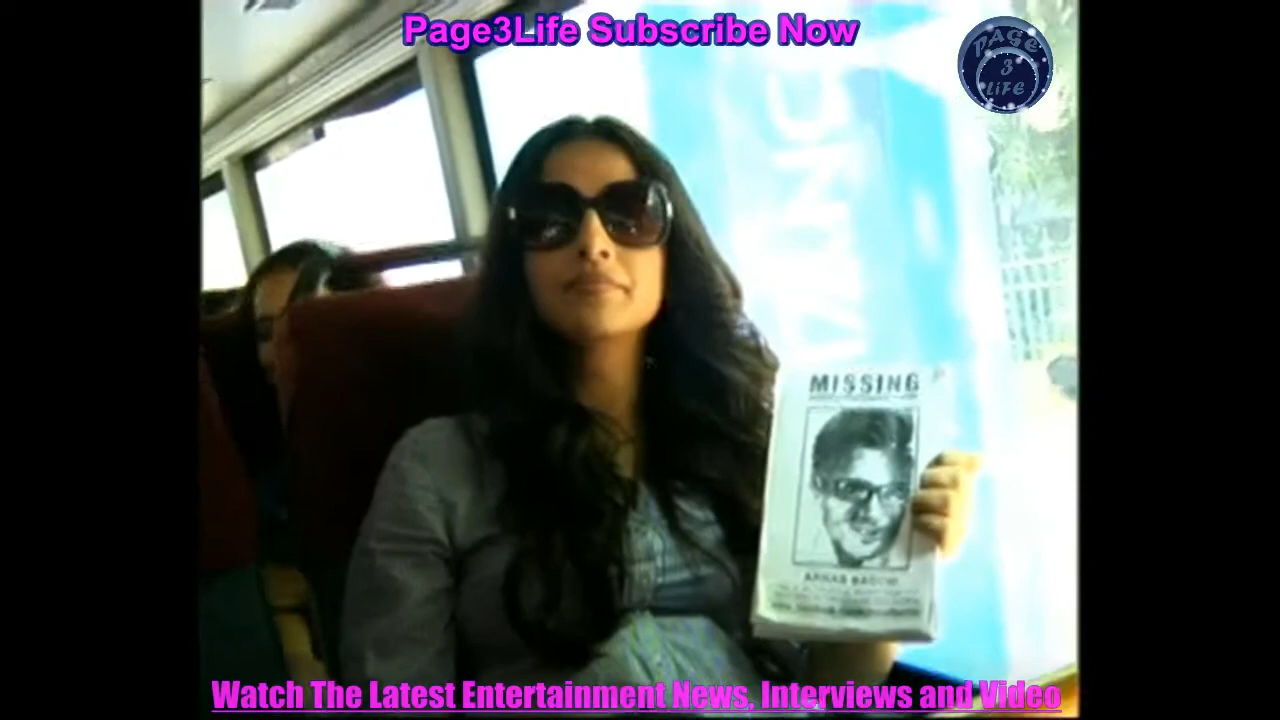 Page3Life Subscribe Now
PAGE
3
LiFE
MISSING
ARNAB BAGCHI
Watch The Latest Entertainment News, Interviews and Video